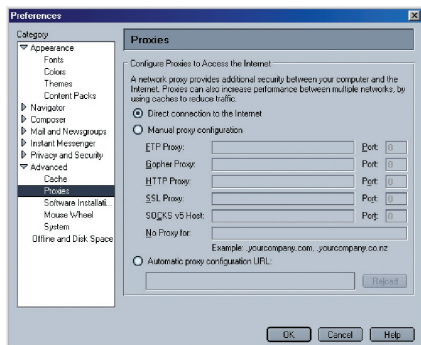 Preferences
Category
Appearance
Fonts
Colors
Themes
Content Packs
Navigator
Composer
Mail and Newsgroups
Instant Messenger
Privacy and Security
Advanced
Cache
Proxies
Software Installati...
Mouse Wheel
System
Offline and Disk Space
Proxies
Configure Proxies to Access the Internet
A network proxy provides additional security between your computer and the
Internet. Proxies can also increase performance between multiple networks, by
using caches to reduce traffic.
Direct connection to the Internet
Manual proxy configuration
FTP Proxy: Port: 0
Gopher Proxy: Port: 0
HTTP Proxy: Port: 0
SSL Proxy: Port: 0
SOCKS v5 Host: Port: 0
No Proxy for:
Example: .yourcompany.com, .yourcompany.co.nz
Automatic proxy configuration URL:
Reload
OK Cancel Help